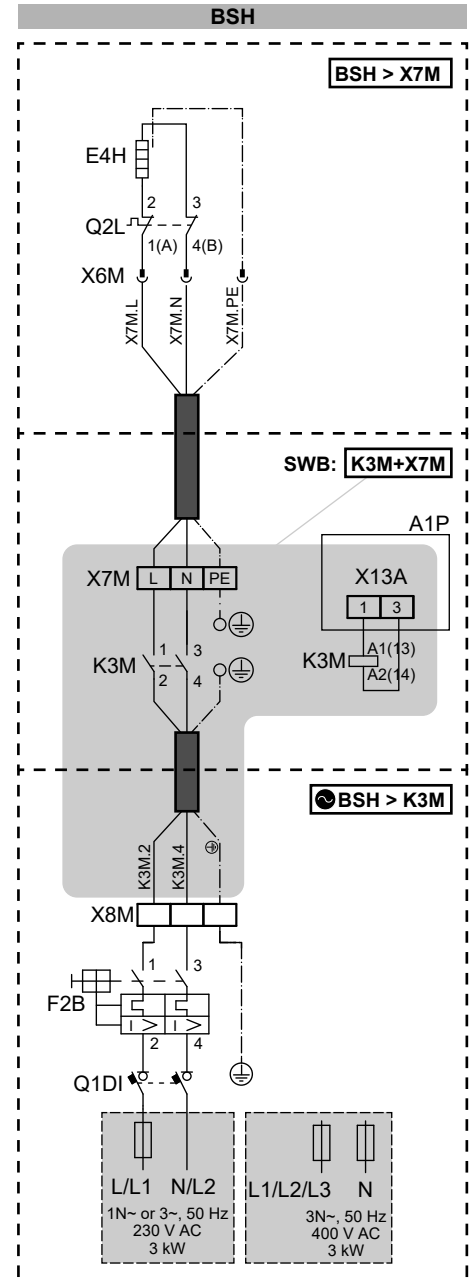 BSH
BSH > X7M
E4H
2 3
Q2L
1(A) 4(B)
X6M
X7M.L X7M.N X7M.PE
SWB: K3M+X7M
A1P
X7M L N PE
X13A
1 3
K3M 1 3
2 4
K3M A1(13)
A2(14)
BSH > K3M
K3M.2 K3M.4
X8M
1 3
F2B
I > I >
2 4
Q1DI
L/L1 N/L2
1N~ or 3~, 50 Hz
230 V AC
3 kW
L1/L2/L3 N
3N~, 50 Hz
400 V AC
3 kW